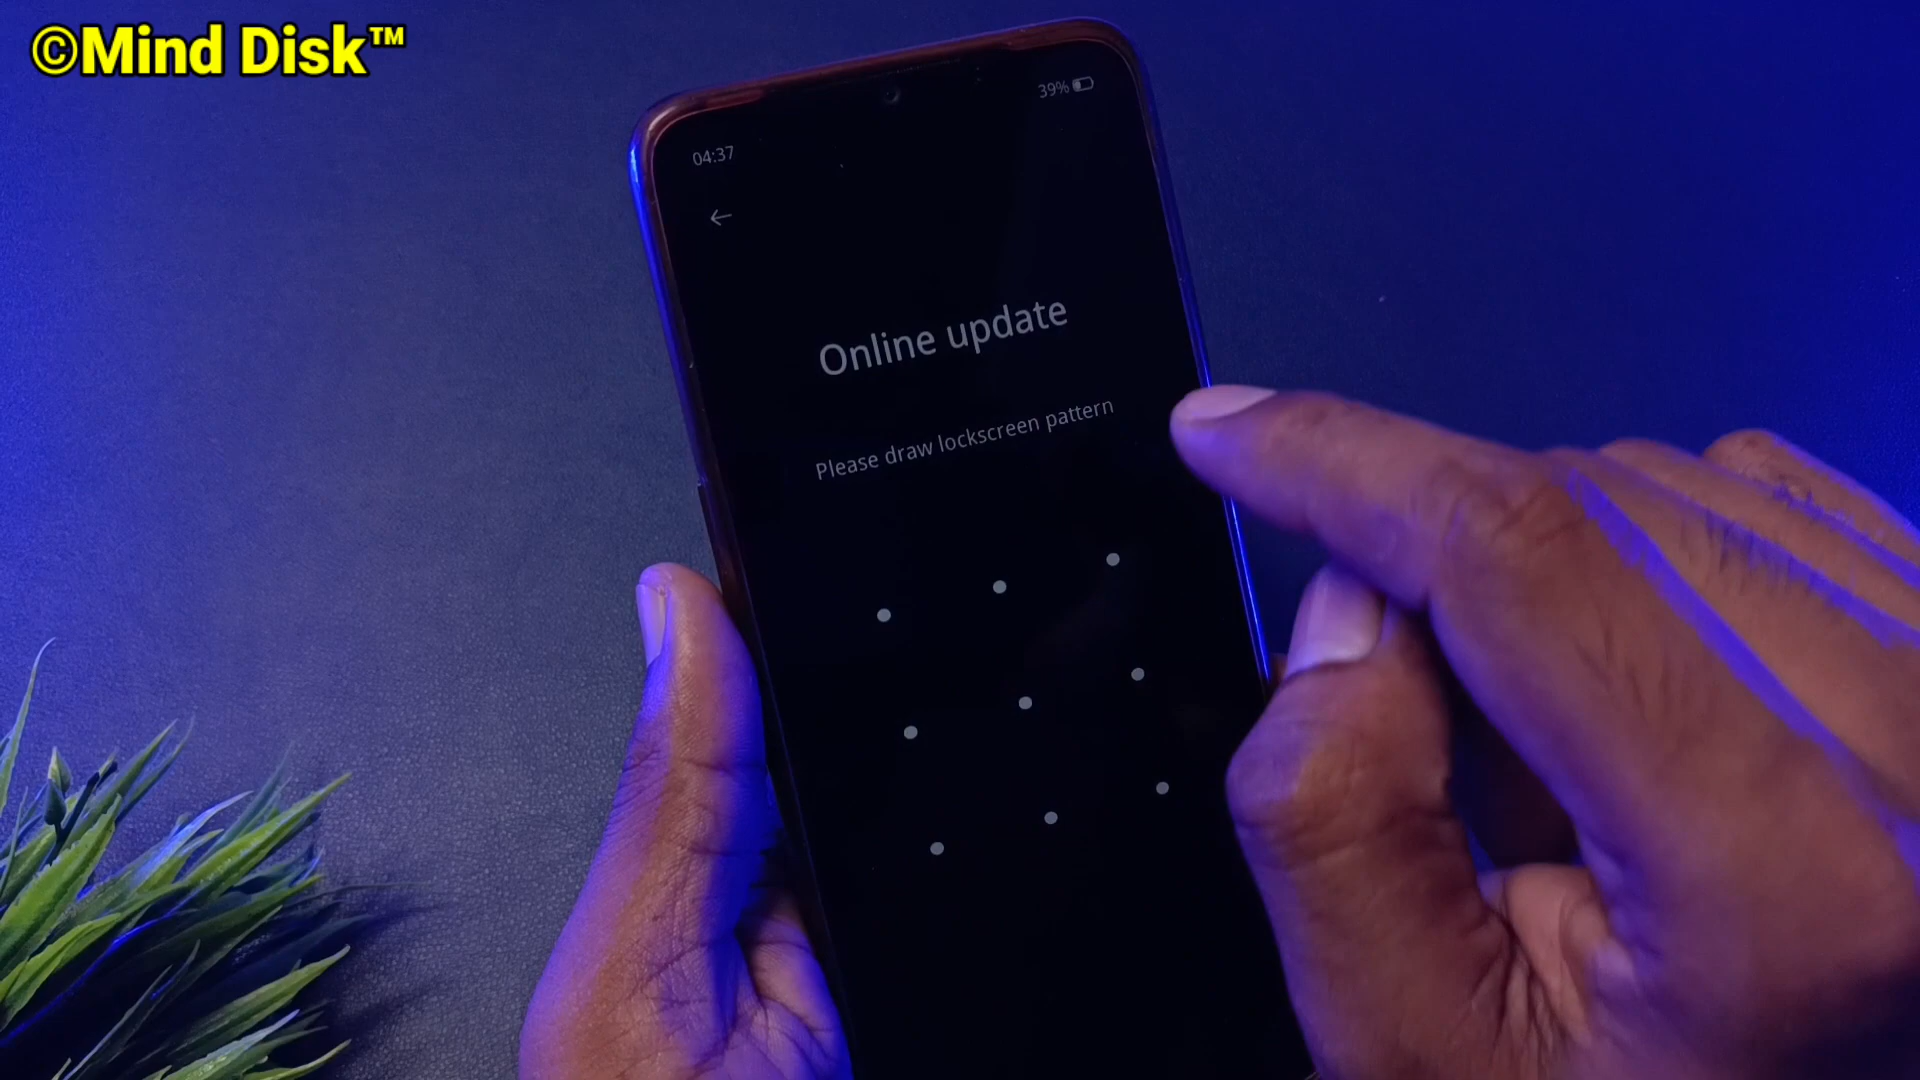 ©Mind Disk™
39%
04:37
Online update
Please draw lockscreen pattern